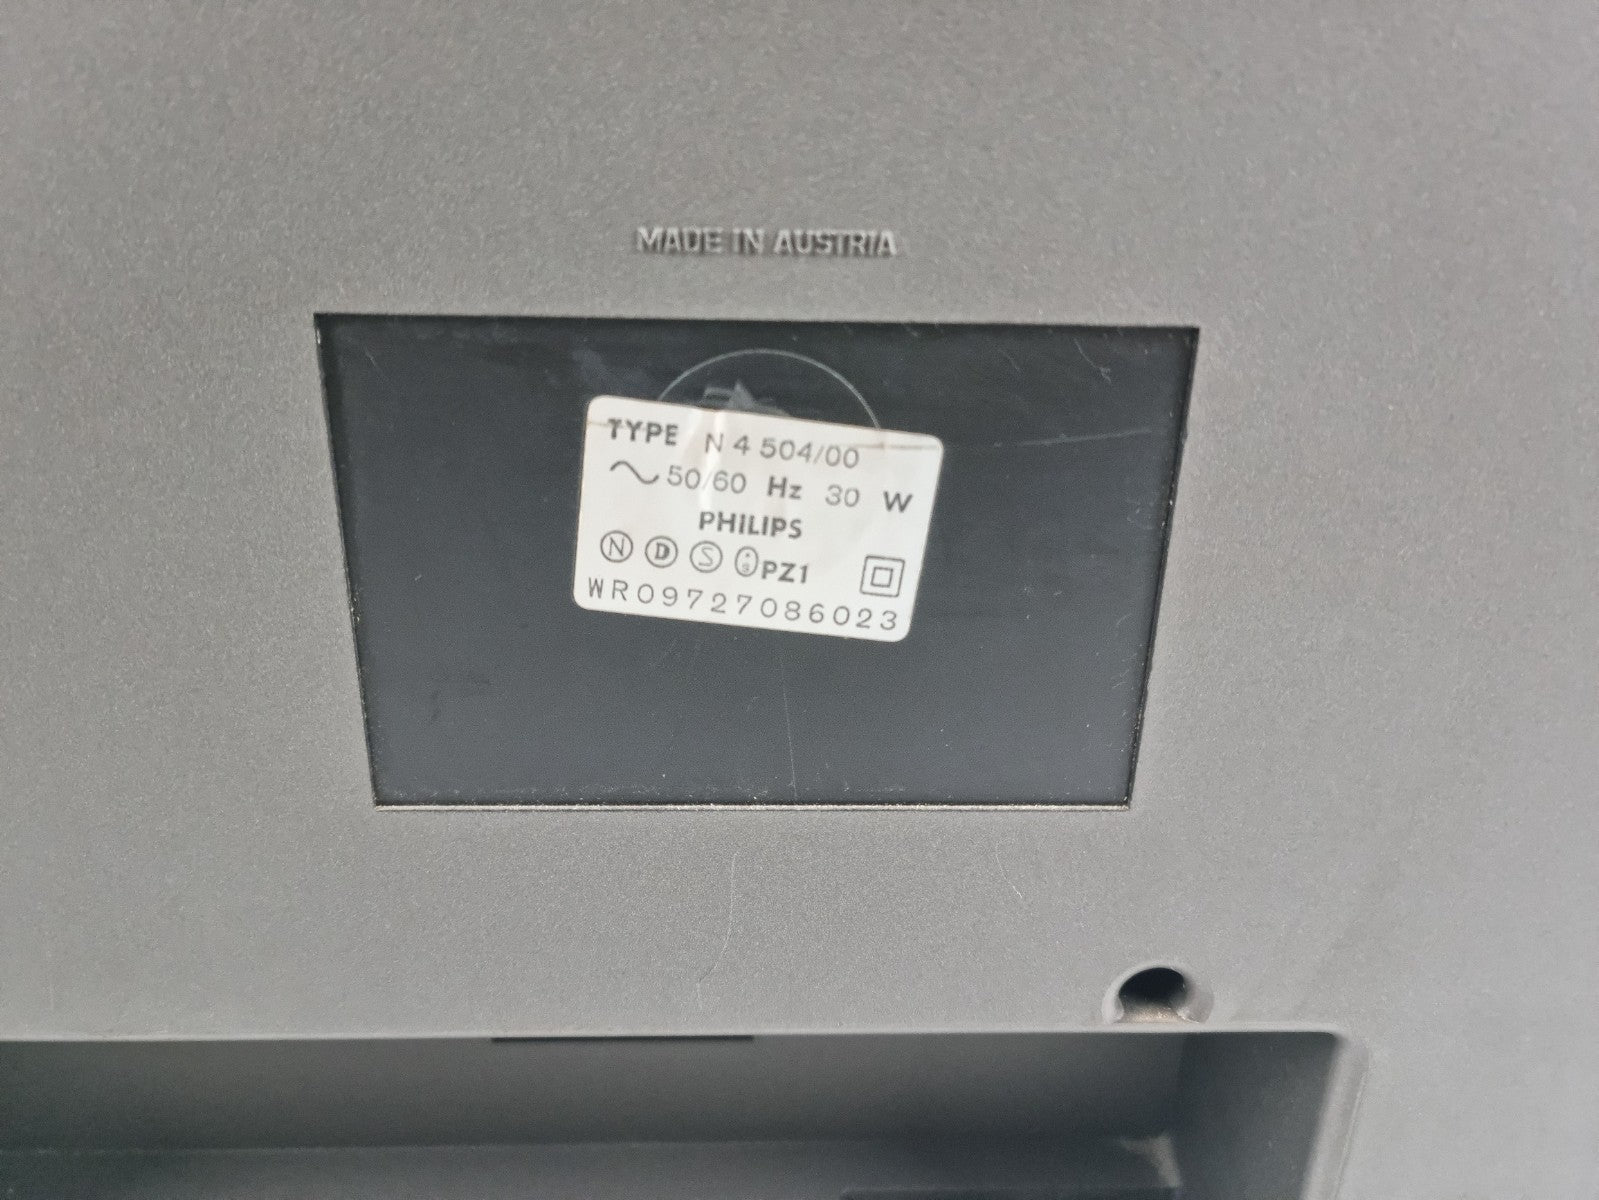 MADE IN AUSTRIA
TYPE N 4 504/00
~ 50/60 Hz 30 W
PHILIPS
N D S PZ1
WR09727086023